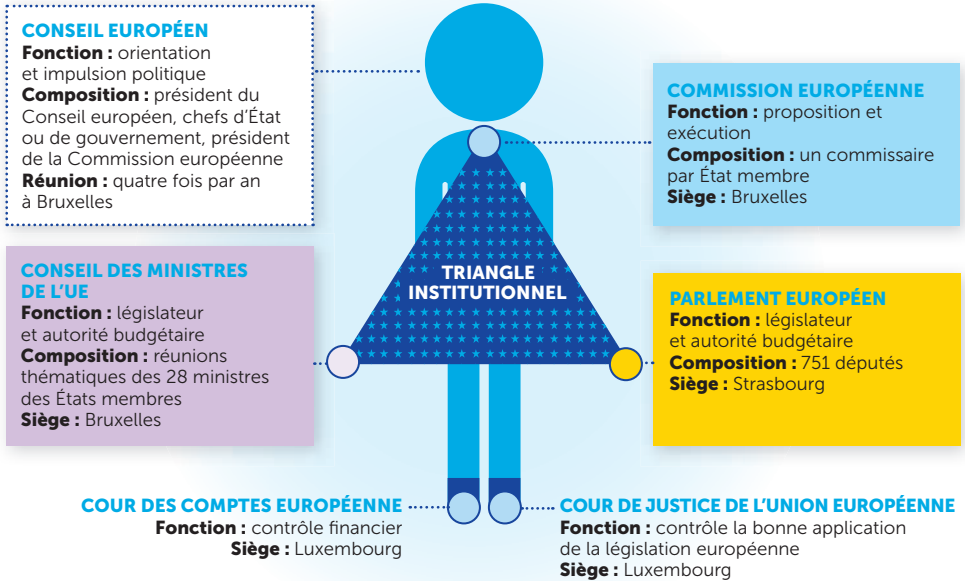 CONSEIL EUROPÉEN
Fonction : orientation
et impulsion politique
Composition : président du
Conseil européen, chefs d'État
ou de gouvernement, président
de la Commission européenne
Réunion : quatre fois par an
à Bruxelles
COMMISSION EUROPÉENNE
Fonction : proposition et
exécution
Composition : un commissaire
par État membre
Siège : Bruxelles
CONSEIL DES MINISTRES
DE L'UE
Fonction : législateur
et autorité budgétaire
Composition : réunions
thématiques des 28 ministres
des États membres
Siège : Bruxelles
TRIANGLE
INSTITUTIONNEL
PARLEMENT EUROPÉEN
Fonction : législateur
et autorité budgétaire
Composition : 751 députés
Siège : Strasbourg
COUR DES COMPTES EUROPÉENNE
Fonction : contrôle financier
Siège : Luxembourg
COUR DE JUSTICE DE L'UNION EUROPÉENNE
Fonction : contrôle la bonne application
de la législation européenne
Siège : Luxembourg